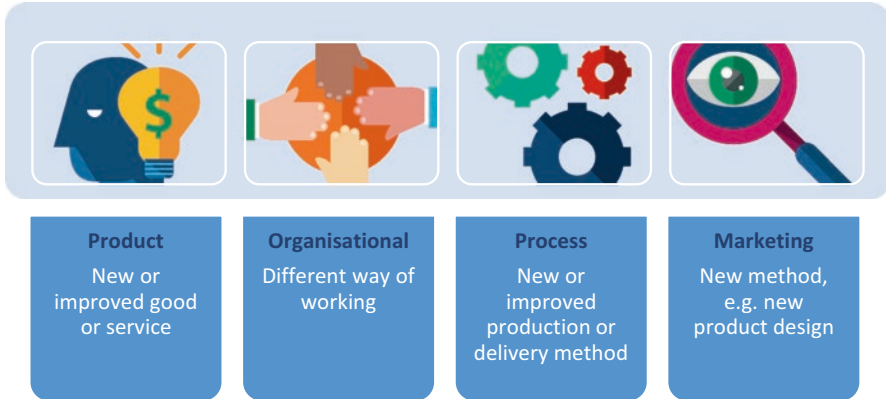 $
Product
New or
improved good
or service
Organisational
Different way of
working
Process
New or
improved
production or
delivery method
Marketing
New method,
e.g. new
product design